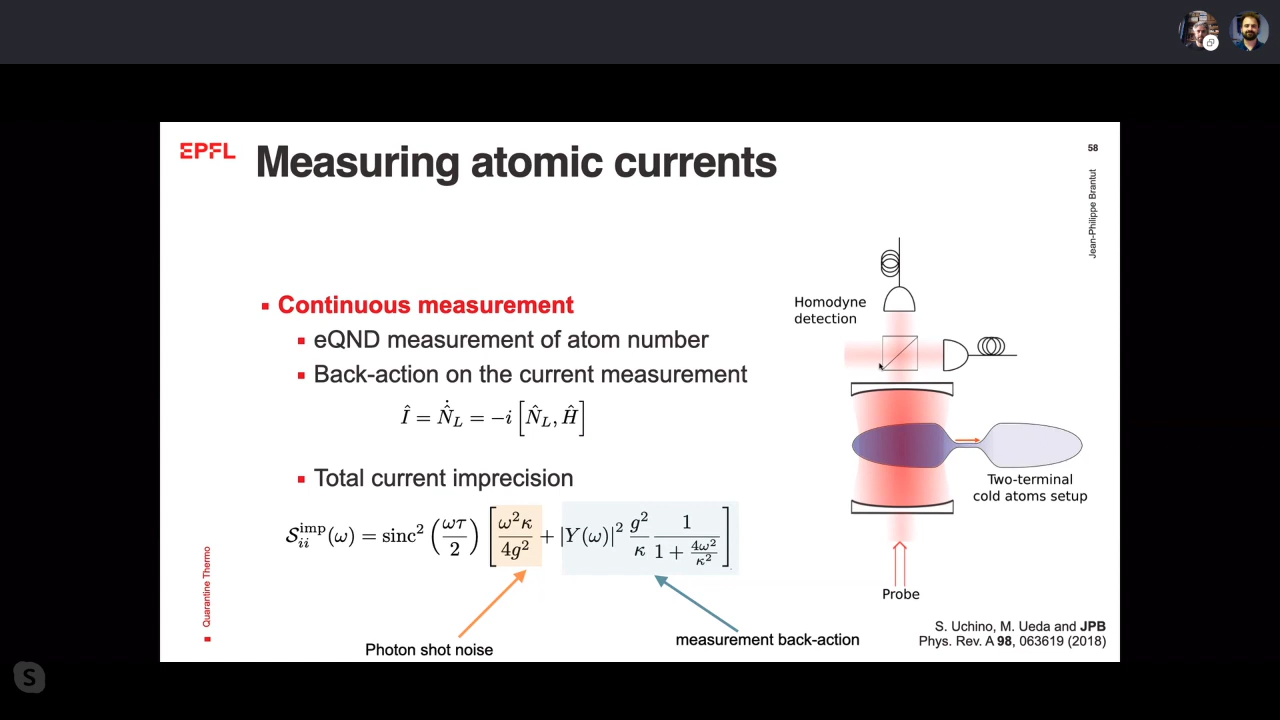 EPFL
Measuring atomic currents
58
Jean-Philippe Brantut
Continuous measurement
eQND measurement of atom number
Back-action on the current measurement
Î = \dot{N̂}_L = -i [N̂_L, Ĥ]
Total current imprecision
S_{ii}^{imp}(ω) = sinc² (ωτ/2) [ω²κ/4g² + |Y(ω)|² g²/κ 1/(1 + 4ω²/κ²)]
Photon shot noise
measurement back-action
Homodyne
detection
Two-terminal
cold atoms setup
Probe
S. Uchino, M. Ueda and JPB
Phys. Rev. A 98, 063619 (2018)
Quarantine Thermo
S